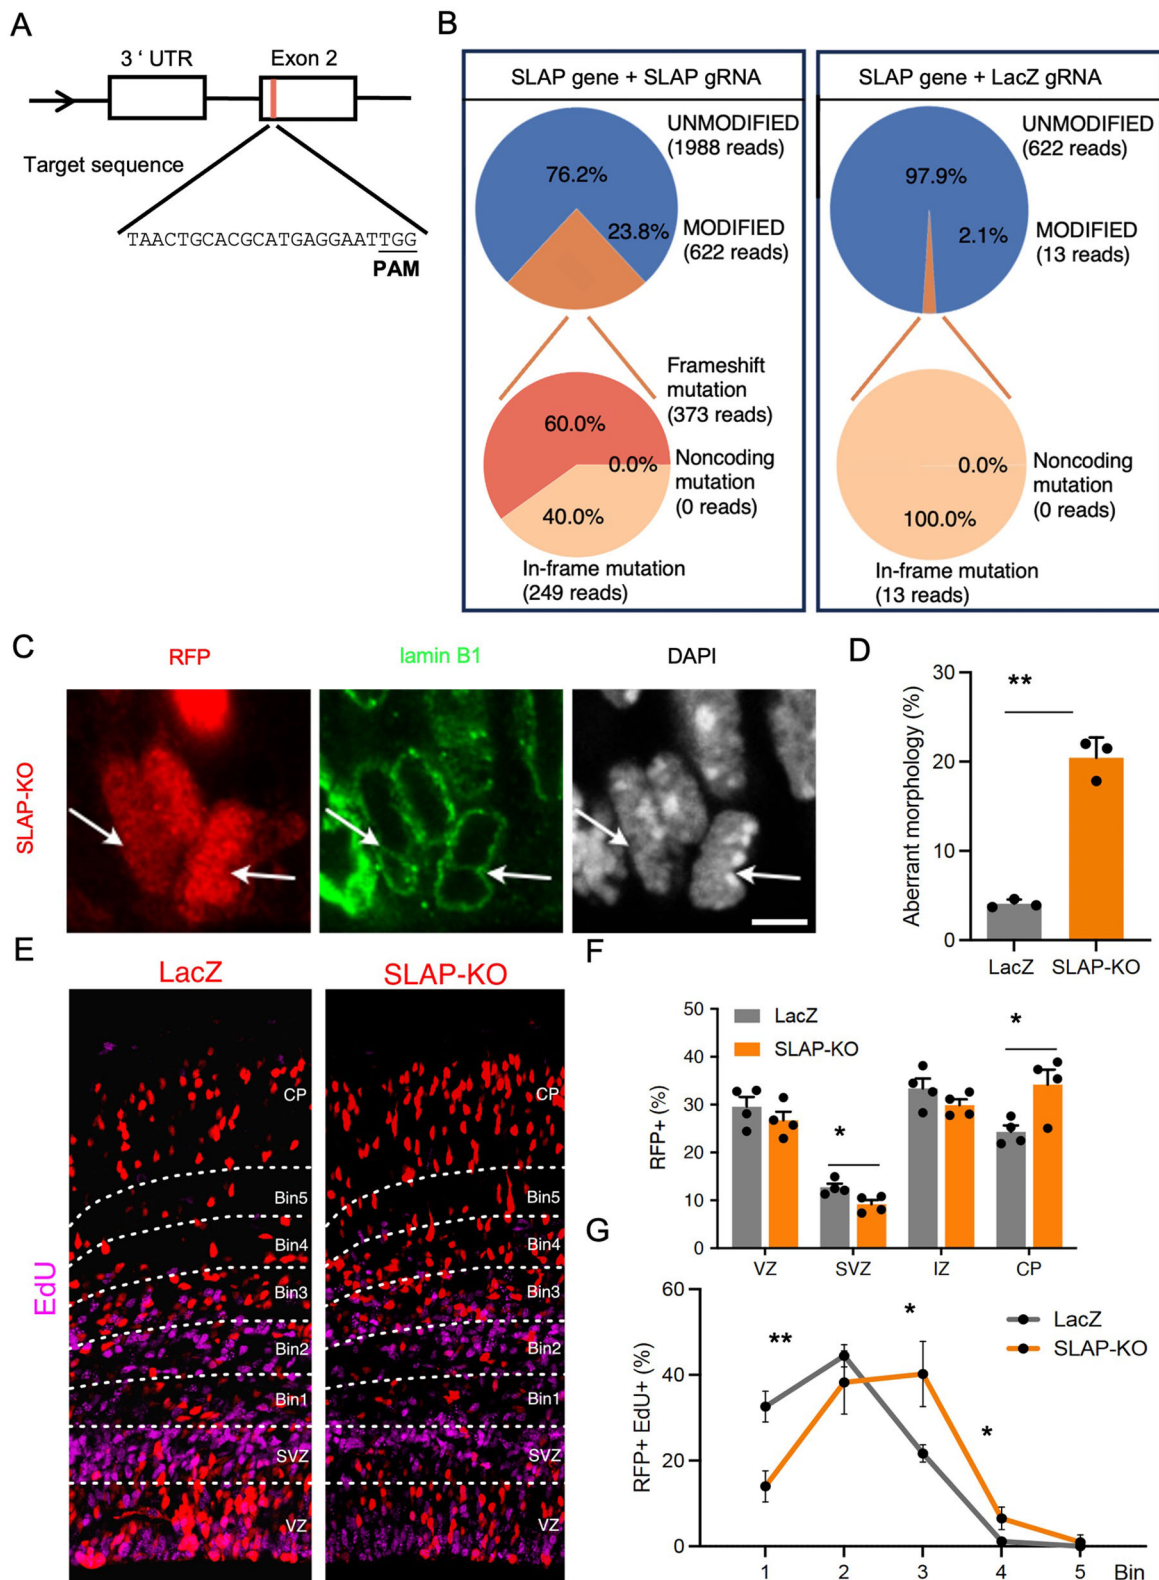 A
3 ‘ UTR
Exon 2
Target sequence
TAACTGCACGCATGAGGAATTGG
PAM
B
SLAP gene + SLAP gRNA
UNMODIFIED
(1988 reads)
76.2%
23.8%
MODIFIED
(622 reads)
Frameshift
mutation
(373 reads)
60.0%
0.0%
Noncoding
mutation
(0 reads)
40.0%
In-frame mutation
(249 reads)
SLAP gene + LacZ gRNA
UNMODIFIED
(622 reads)
97.9%
2.1%
MODIFIED
(13 reads)
0.0%
Noncoding
mutation
(0 reads)
100.0%
In-frame mutation
(13 reads)
C
RFP
lamin B1
DAPI
SLAP-KO
D
Aberrant morphology (%)
30
20
10
0
**
LacZ
SLAP-KO
E
LacZ
SLAP-KO
EdU
CP
Bin5
Bin4
Bin3
Bin2
Bin1
SVZ
VZ
CP
Bin5
Bin4
Bin3
Bin2
Bin1
SVZ
VZ
F
RFP+ (%)
50
40
30
20
10
0
LacZ
SLAP-KO
*
*
VZ
SVZ
IZ
CP
G
RFP+ EdU+ (%)
60
40
20
0
**
*
*
LacZ
SLAP-KO
1
2
3
4
5
Bin